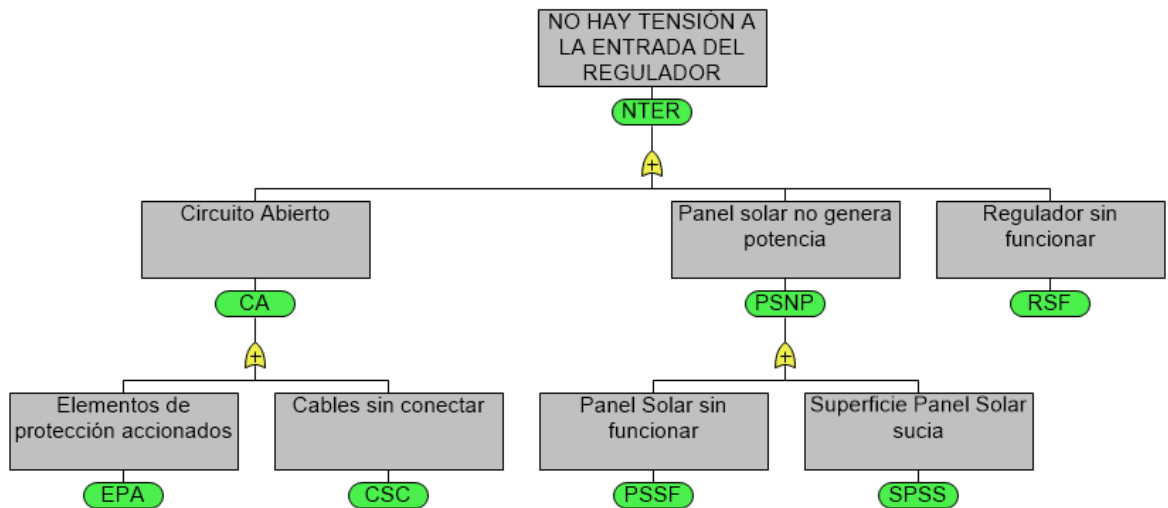 NO HAY TENSIÓN A
LA ENTRADA DEL
REGULADOR
NTER
+
Circuito Abierto
Panel solar no genera
potencia
Regulador sin
funcionar
CA
PSNP
RSF
+
+
Elementos de
protección accionados
Cables sin conectar
Panel Solar sin
funcionar
Superficie Panel Solar
sucia
EPA
CSC
PSSF
SPSS